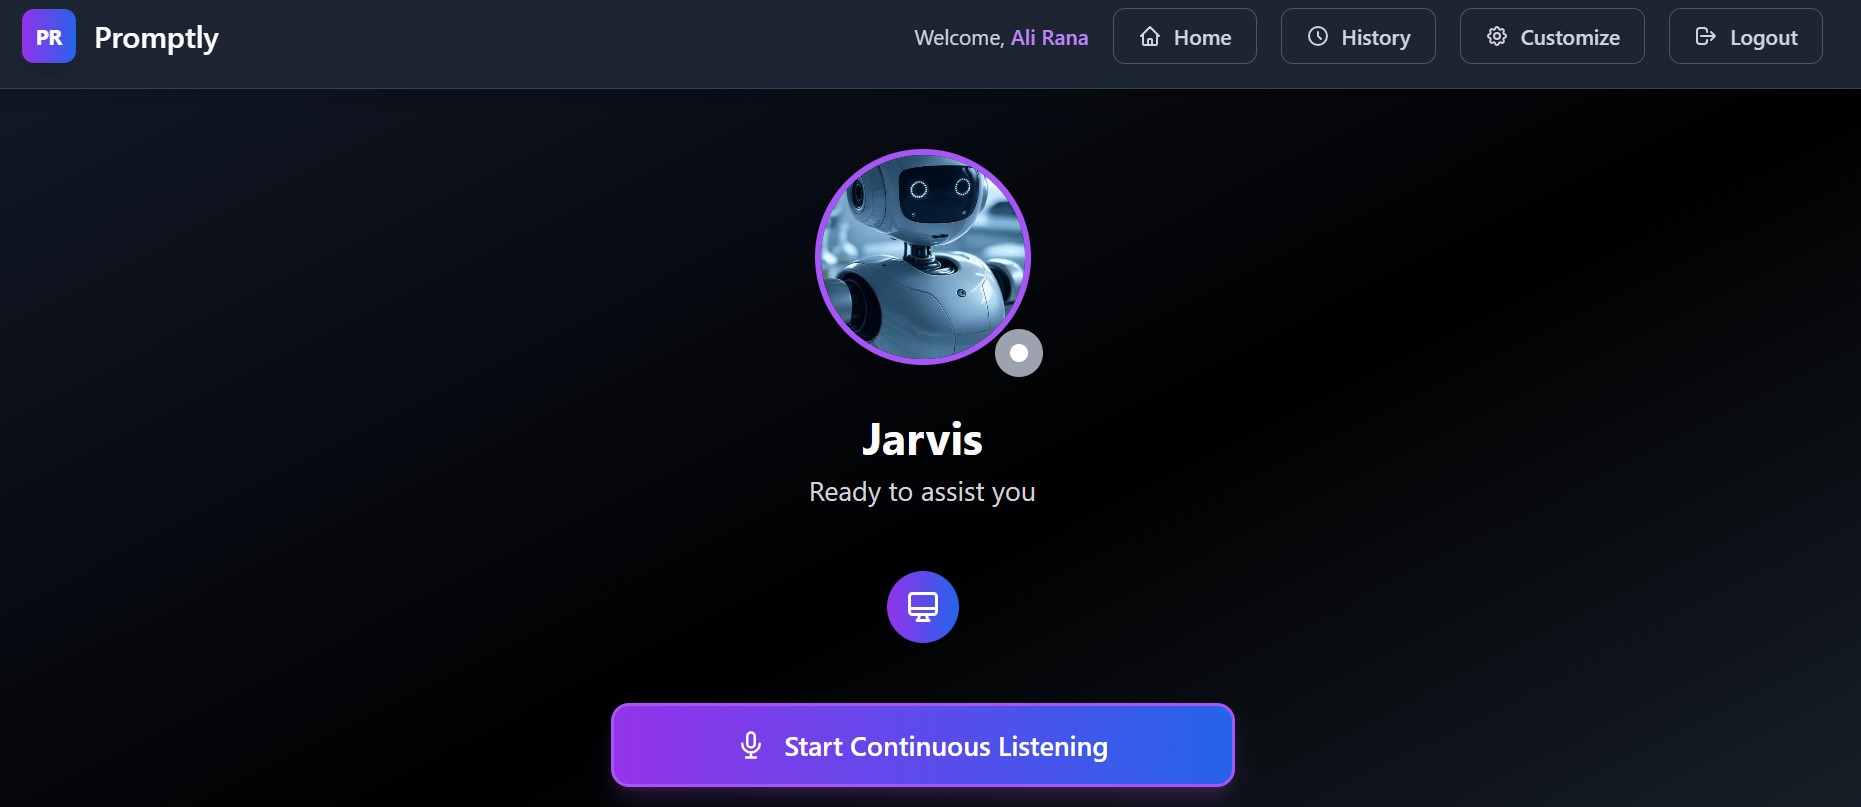 PR
Promptly
Welcome, Ali Rana
Home
History
Customize
Logout
Jarvis
Ready to assist you
Start Continuous Listening